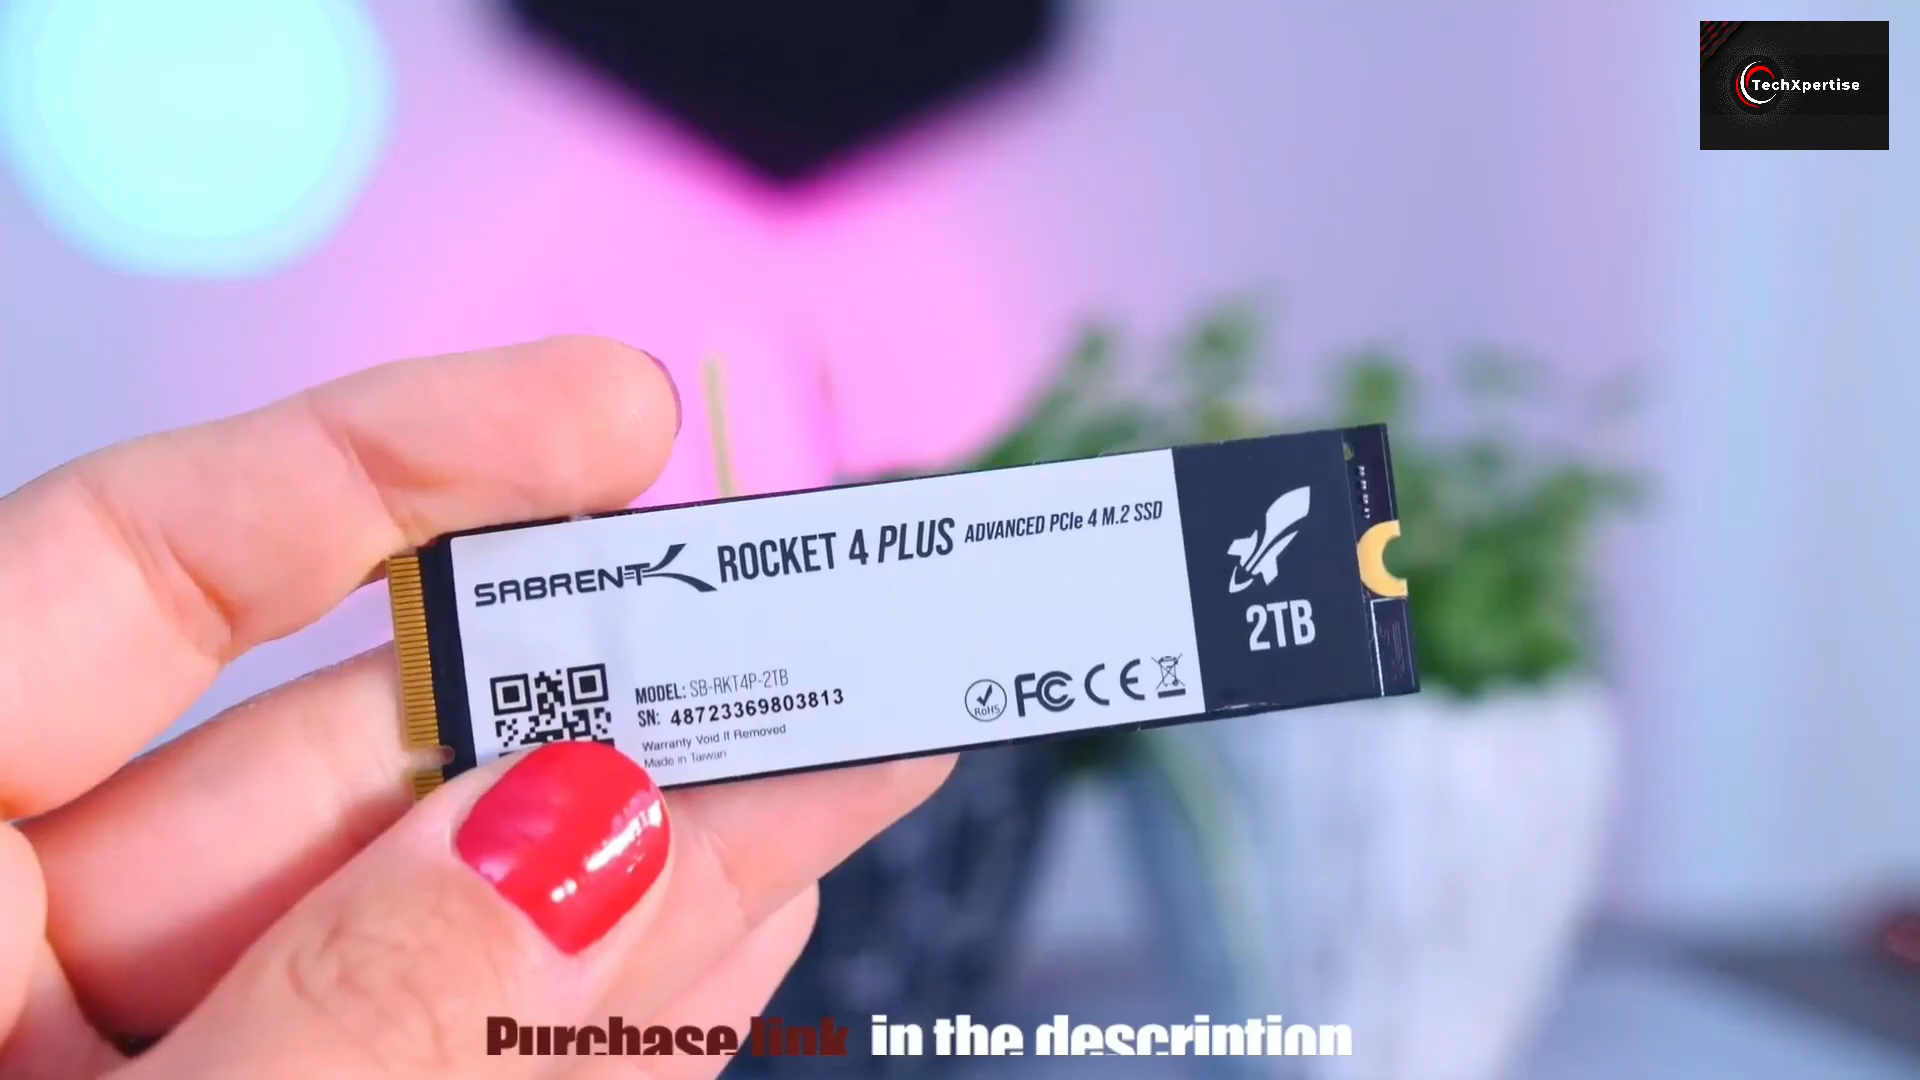 TechXpertise
SABRENT ROCKET 4 PLUS ADVANCED PCIe 4 M.2 SSD
2TB
MODEL: SB-RKT4P-2TB
SN: 48723369803813
Warranty Void If Removed
Made in Taiwan
RoHS FC CE
Purchase link in the description